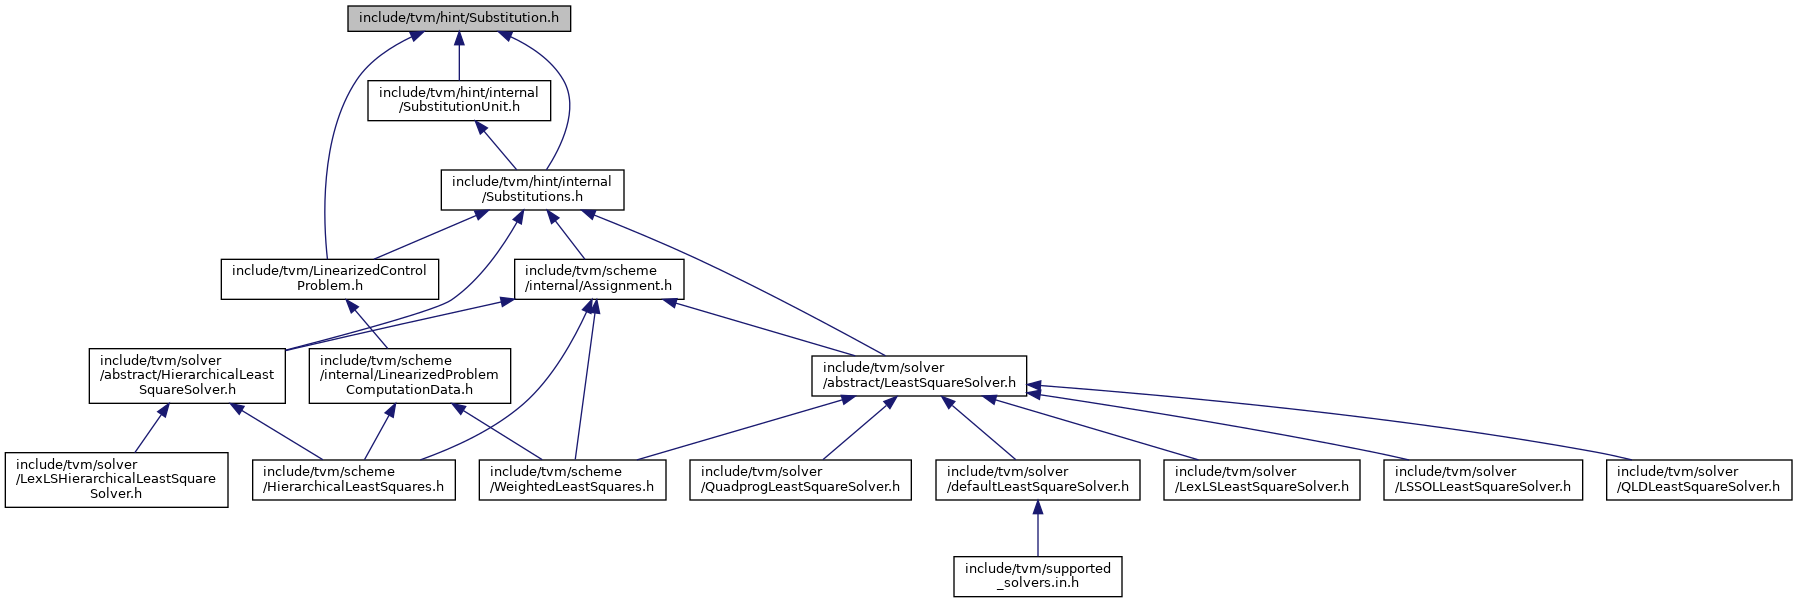 include/tvm/hint/Substitution.h
include/tvm/hint/internal
/SubstitutionUnit.h
include/tvm/hint/internal
/Substitutions.h
include/tvm/LinearizedControl
Problem.h
include/tvm/scheme
/internal/Assignment.h
include/tvm/solver
/abstract/HierarchicalLeast
SquareSolver.h
include/tvm/scheme
/internal/LinearizedProblem
ComputationData.h
include/tvm/solver
/abstract/LeastSquareSolver.h
include/tvm/solver
/LexLSHierarchicalLeastSquare
Solver.h
include/tvm/scheme
/HierarchicalLeastSquares.h
include/tvm/scheme
/WeightedLeastSquares.h
include/tvm/solver
/QuadprogLeastSquareSolver.h
include/tvm/solver
/defaultLeastSquareSolver.h
include/tvm/solver
/LexLSLeastSquareSolver.h
include/tvm/solver
/LSSOLLeastSquareSolver.h
include/tvm/solver
/QLDLeastSquareSolver.h
include/tvm/supported
_solvers.in.h